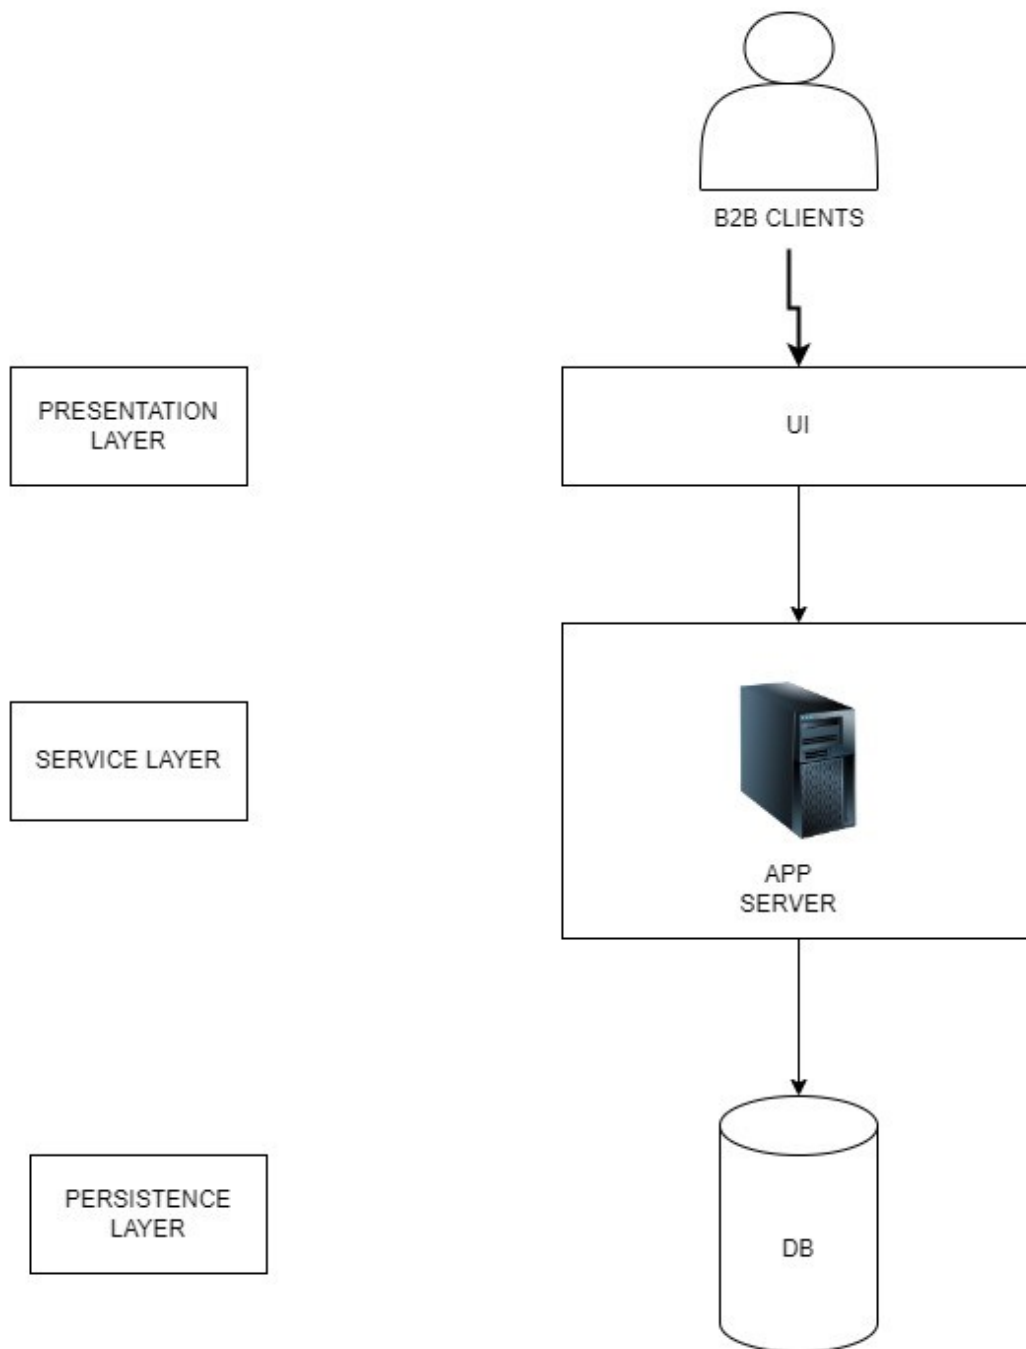 B2B CLIENTS
PRESENTATION
LAYER
UI
SERVICE LAYER
APP
SERVER
PERSISTENCE
LAYER
DB